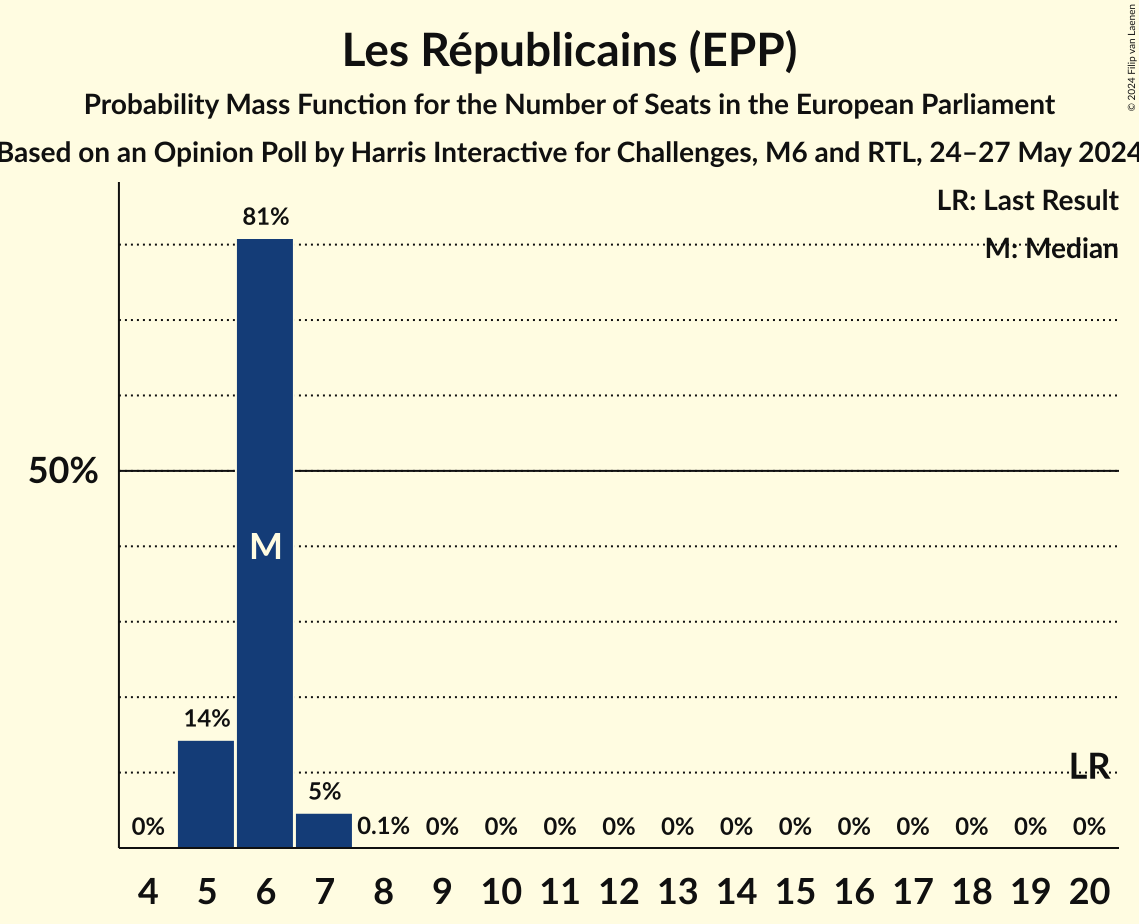 Les Républicains (EPP)
Probability Mass Function for the Number of Seats in the European Parliament
Based on an Opinion Poll by Harris Interactive for Challenges, M6 and RTL, 24–27 May 2024
© 2024 Filip van Laenen
LR: Last Result
M: Median
81%
50%
M
14%
LR
5%
0% 0.1% 0% 0% 0% 0% 0% 0% 0% 0% 0% 0% 0% 0%
4 5 6 7 8 9 10 11 12 13 14 15 16 17 18 19 20